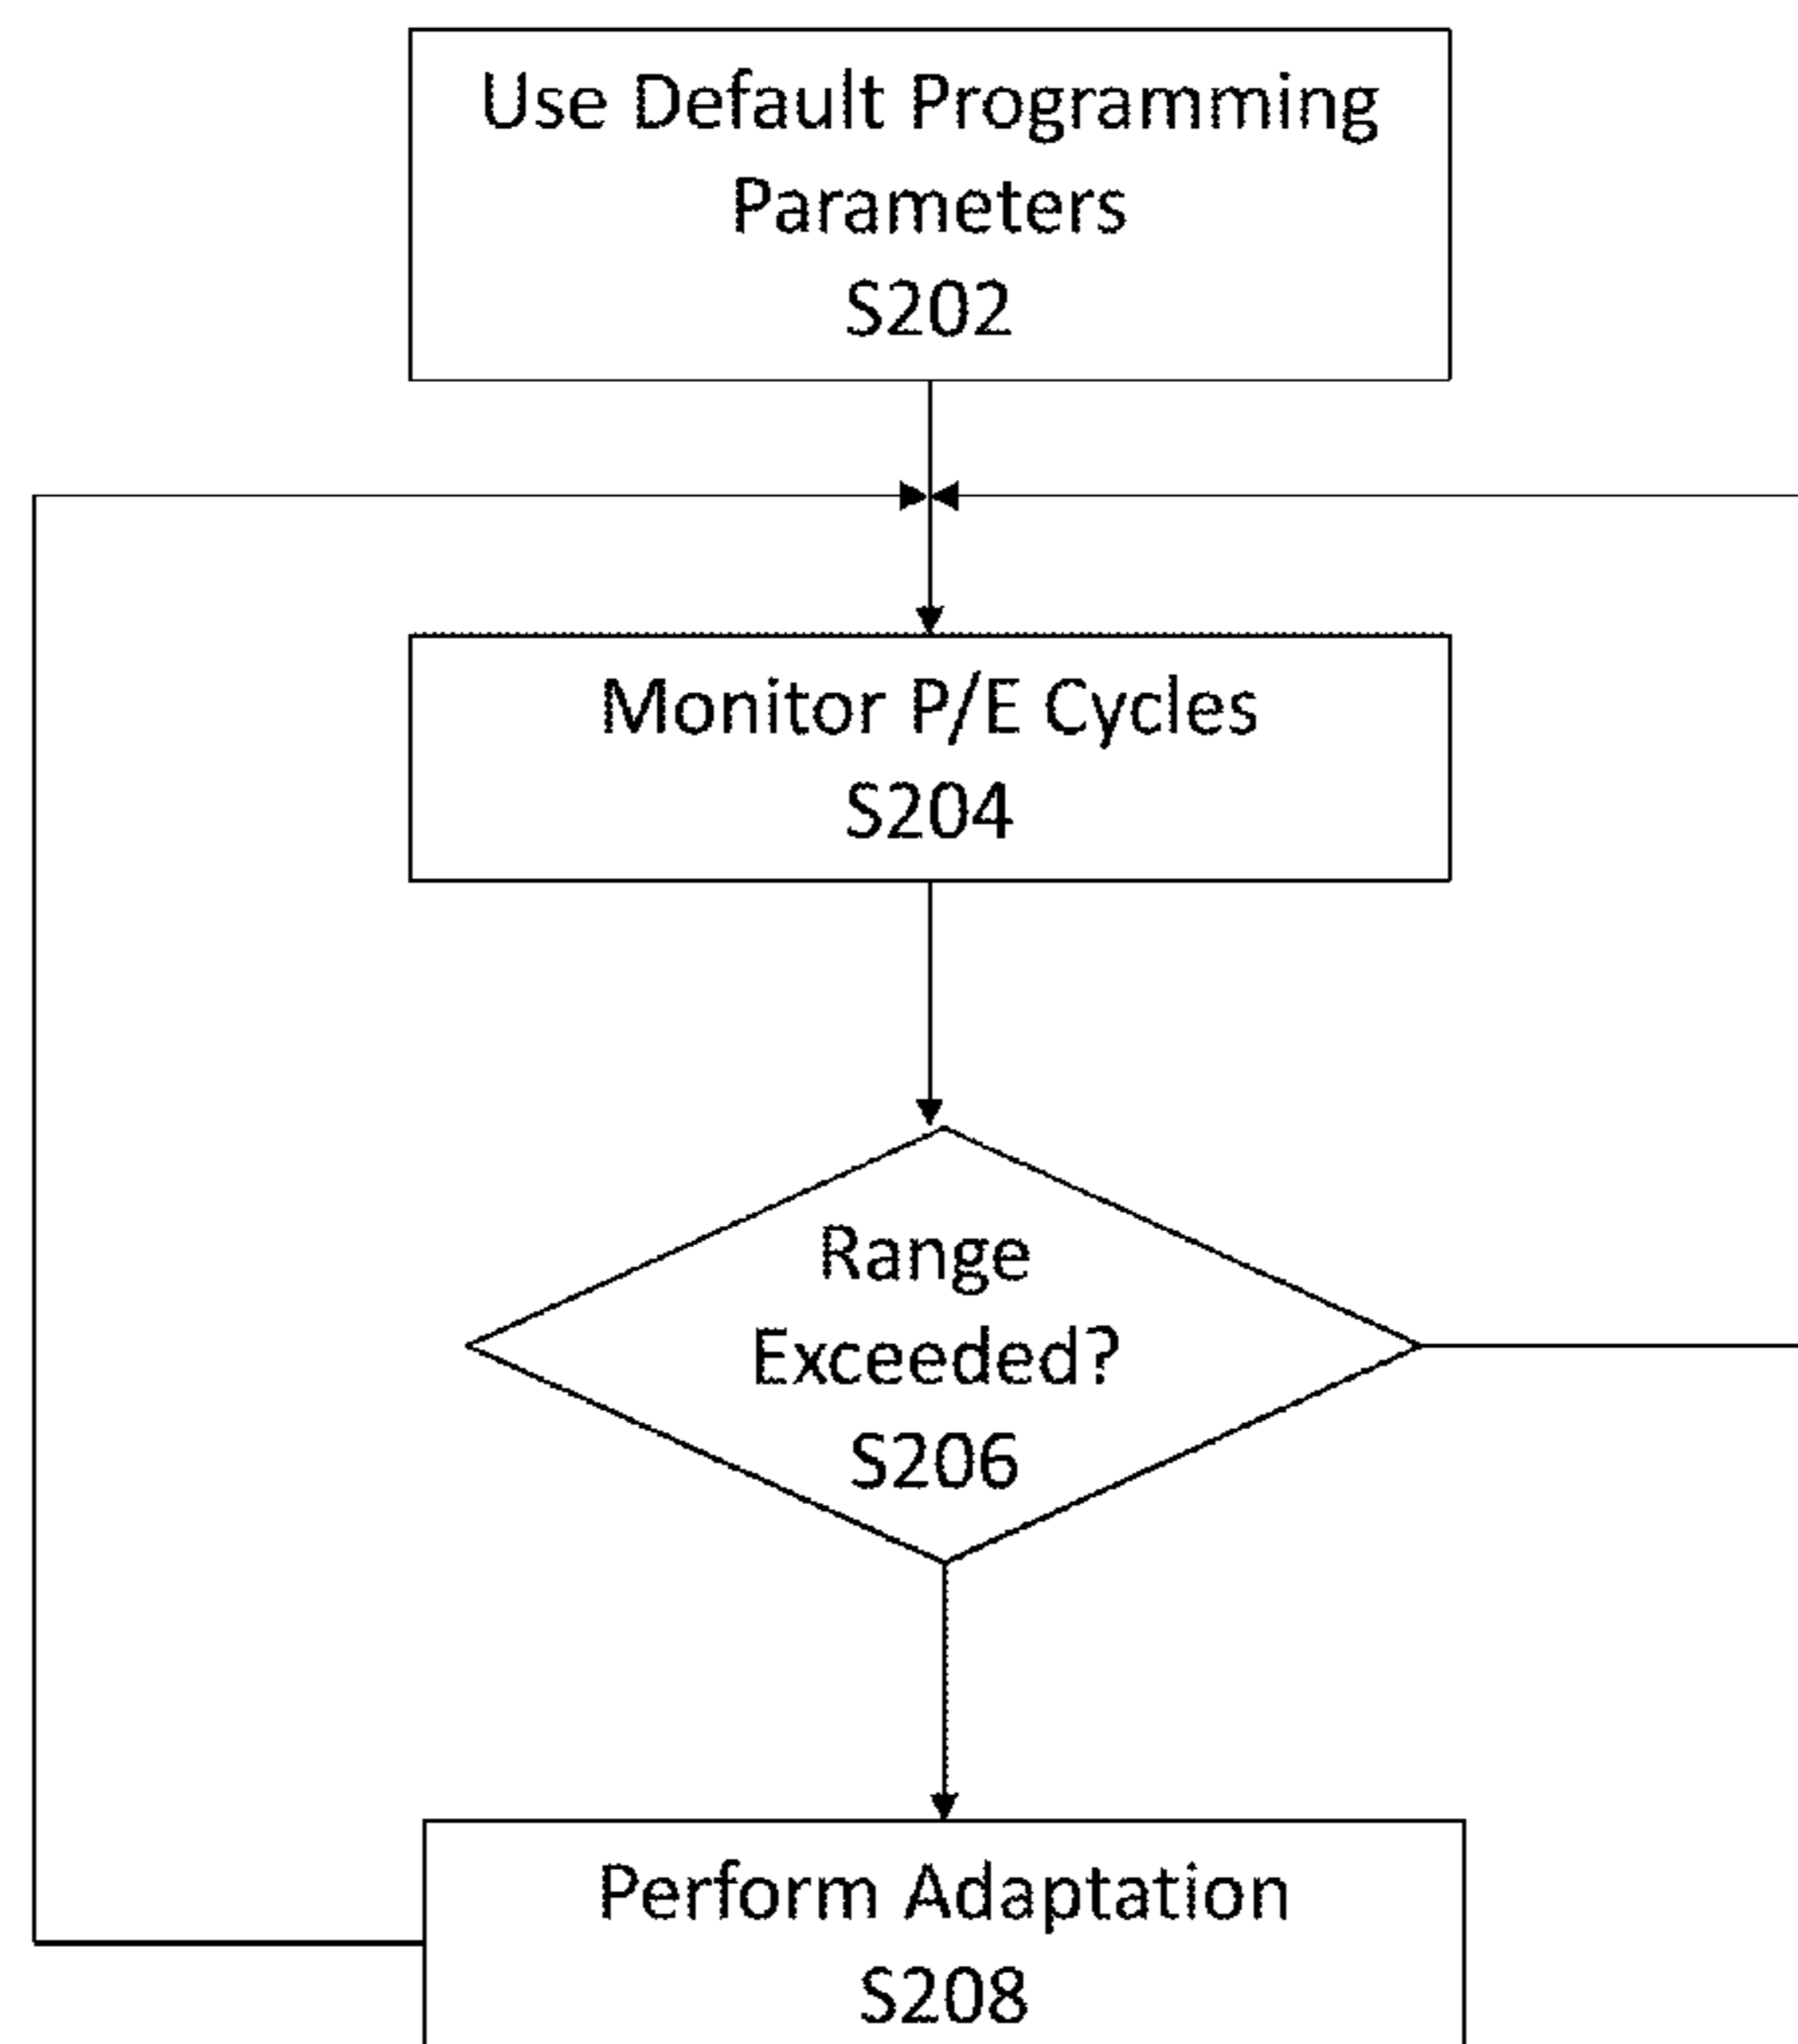 Use Default Programming
Parameters
S202
Monitor P/E Cycles
S204
Range
Exceeded?
S206
Perform Adaptation
S208